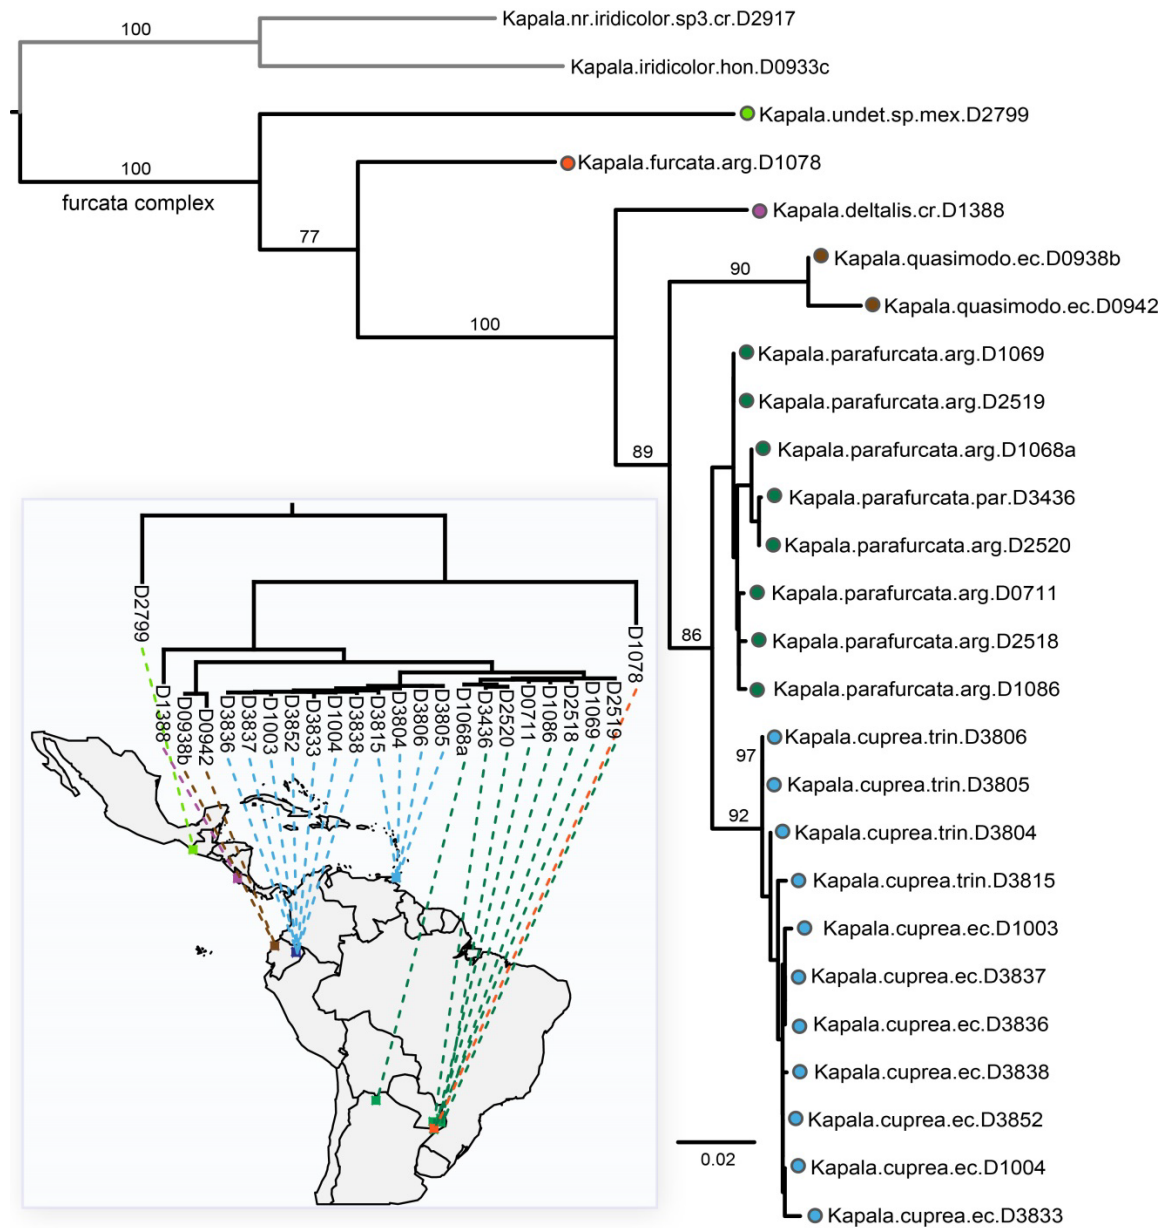 Kapala.nr.iridicolor.sp3.cr.D2917
100
Kapala.iridicolor.hon.D0933c
Kapala.undet.sp.mex.D2799
100
furcata complex
Kapala.furcata.arg.D1078
77
Kapala.deltalis.cr.D1388
Kapala.quasimodo.ec.D0938b
90
Kapala.quasimodo.ec.D0942
100
Kapala.parafurcata.arg.D1069
Kapala.parafurcata.arg.D2519
89
Kapala.parafurcata.arg.D1068a
Kapala.parafurcata.par.D3436
Kapala.parafurcata.arg.D2520
Kapala.parafurcata.arg.D0711
86
Kapala.parafurcata.arg.D2518
Kapala.parafurcata.arg.D1086
Kapala.cuprea.trin.D3806
97
Kapala.cuprea.trin.D3805
92
Kapala.cuprea.trin.D3804
Kapala.cuprea.trin.D3815
Kapala.cuprea.ec.D1003
Kapala.cuprea.ec.D3837
Kapala.cuprea.ec.D3836
Kapala.cuprea.ec.D3838
Kapala.cuprea.ec.D3852
Kapala.cuprea.ec.D1004
Kapala.cuprea.ec.D3833
0.02
D2799
D1388
D0938b
D0942
D3836
D3837
D1003
D3852
D3833
D1004
D3838
D3815
D3804
D3806
D3805
D1068a
D3436
D2520
D0711
D1086
D2518
D1069
D2519
D1078